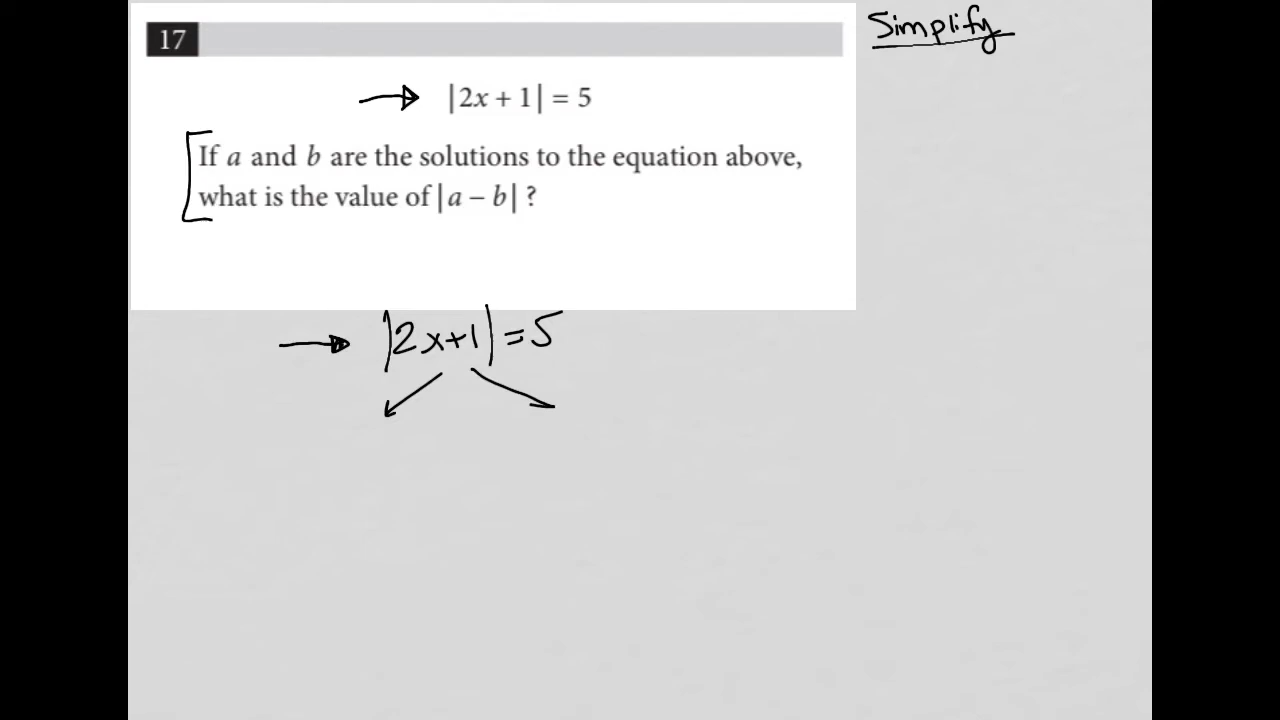 17
Simplify
|2x + 1| = 5
If a and b are the solutions to the equation above,
what is the value of |a − b| ?
|2x+1| = 5